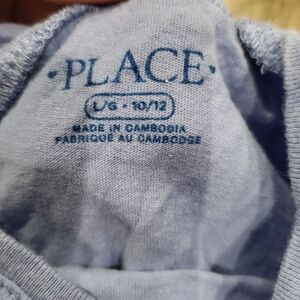 •PLACE•
L/G • 10/12
MADE IN CAMBODIA
FABRIQUÉ AU CAMBODGE